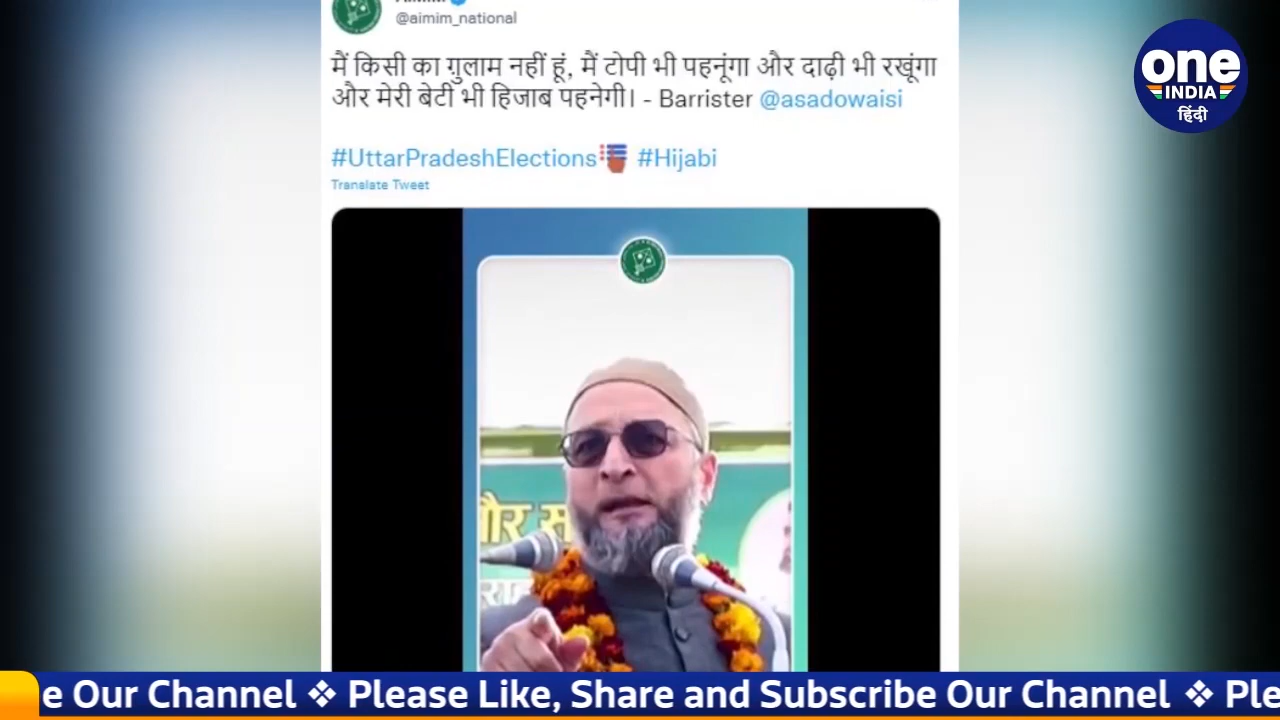 @aimim_national
मैं किसी का ग़ुलाम नहीं हूं, मैं टोपी भी पहनूंगा और दाढ़ी भी रखूंगा
और मेरी बेटी भी हिजाब पहनेगी। - Barrister @asadowaisi
#UttarPradeshElections #Hijabi
Translate Tweet
one
INDIA
हिंदी
और
e Our Channel ❖ Please Like, Share and Subscribe Our Channel ❖ Ple